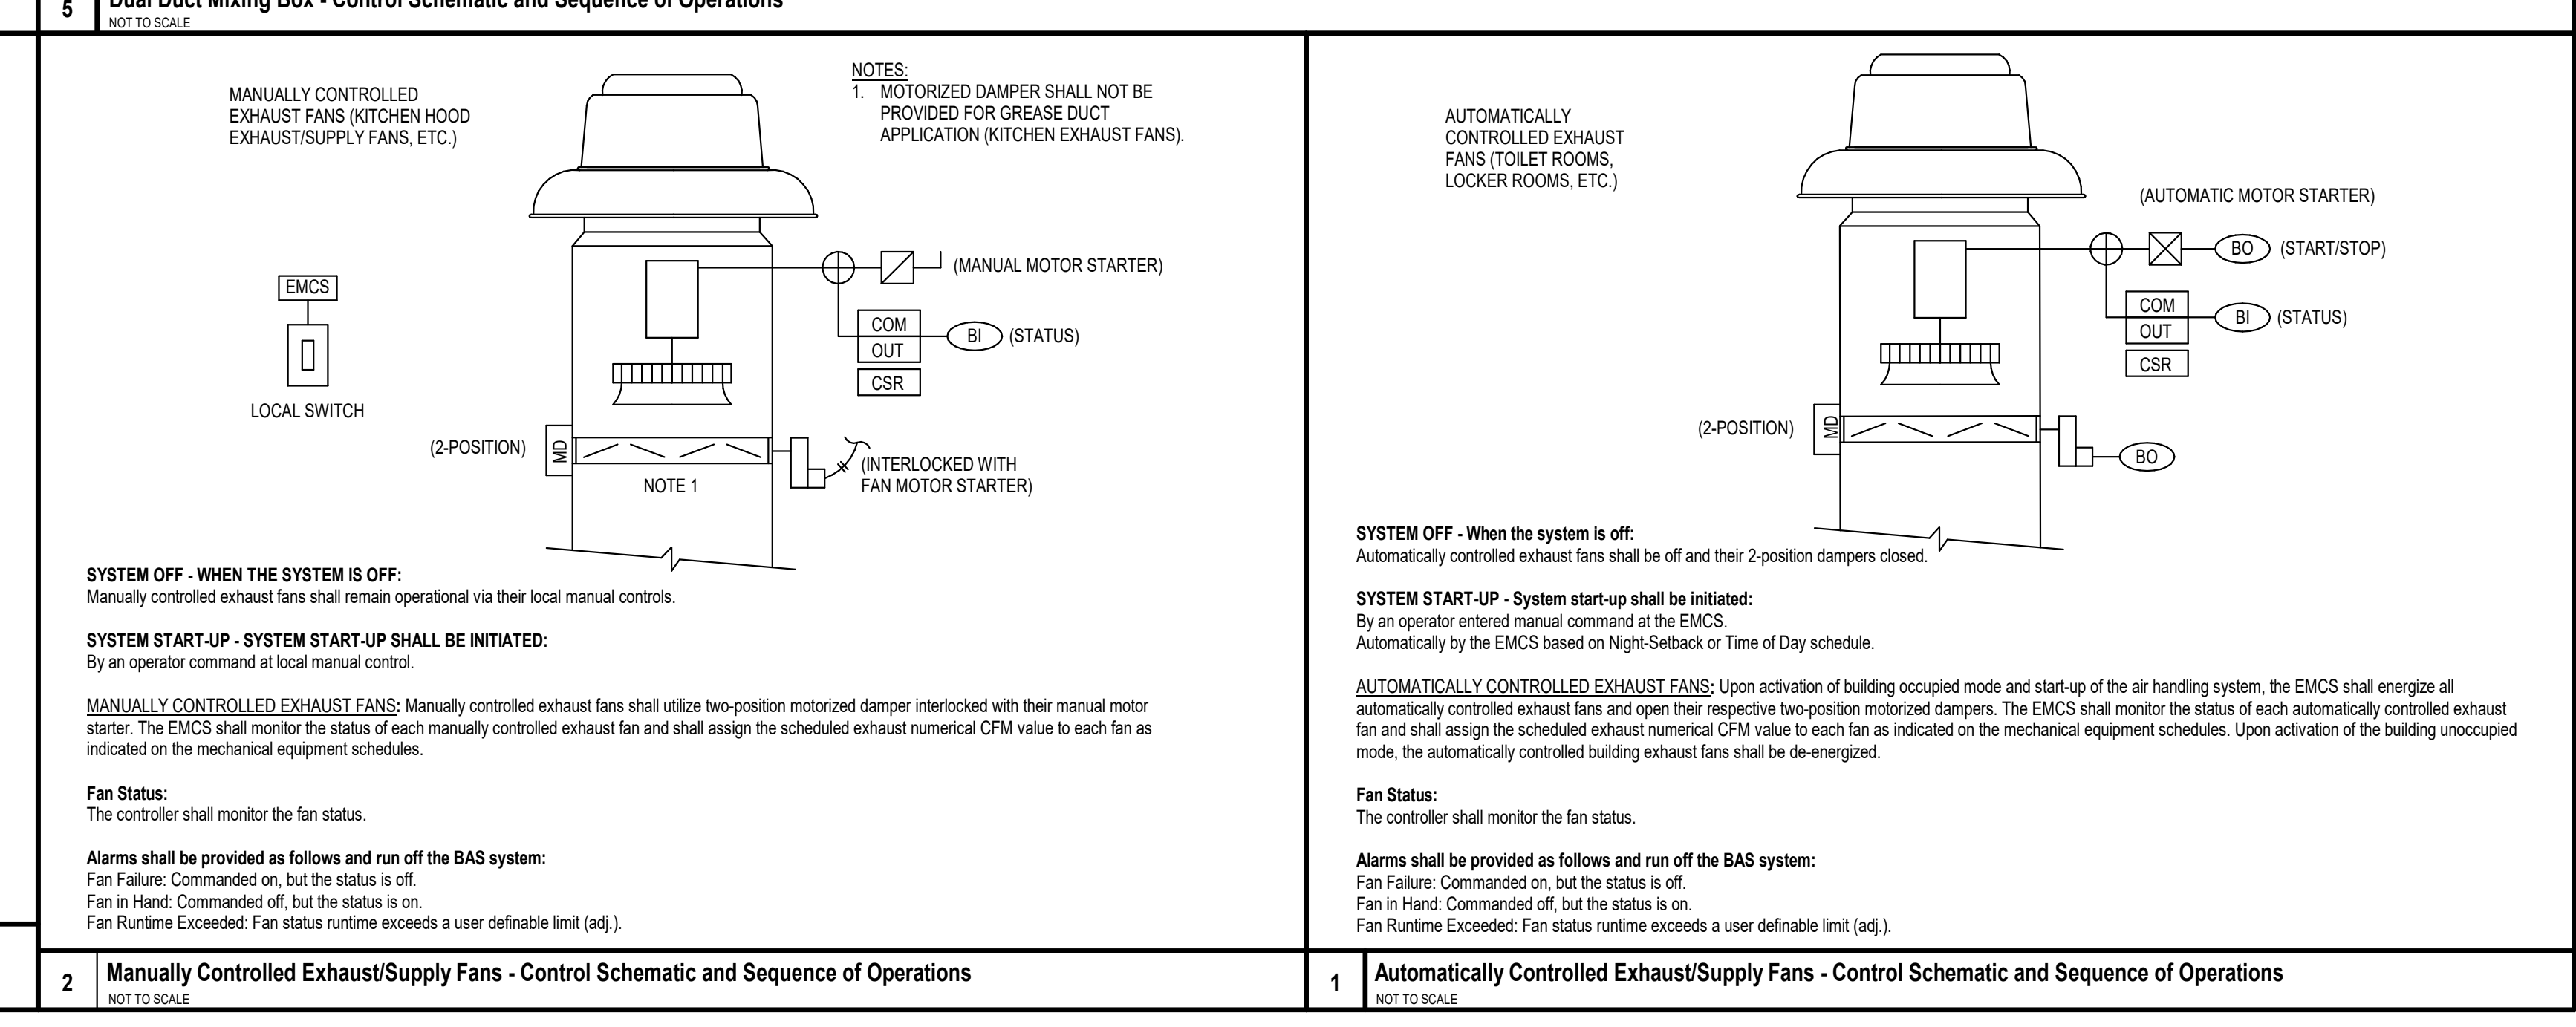 5
Dual Duct Mixing Box - Control Schematic and Sequence of Operations
NOT TO SCALE
MANUALLY CONTROLLED
EXHAUST FANS (KITCHEN HOOD
EXHAUST/SUPPLY FANS, ETC.)
NOTES:
1. MOTORIZED DAMPER SHALL NOT BE
PROVIDED FOR GREASE DUCT
APPLICATION (KITCHEN EXHAUST FANS).
EMCS
LOCAL SWITCH
(MANUAL MOTOR STARTER)
COM
OUT
BI (STATUS)
CSR
(2-POSITION)
MD
NOTE 1
(INTERLOCKED WITH
FAN MOTOR STARTER)
SYSTEM OFF - WHEN THE SYSTEM IS OFF:
Manually controlled exhaust fans shall remain operational via their local manual controls.
SYSTEM START-UP - SYSTEM START-UP SHALL BE INITIATED:
By an operator command at local manual control.
MANUALLY CONTROLLED EXHAUST FANS: Manually controlled exhaust fans shall utilize two-position motorized damper interlocked with their manual motor
starter. The EMCS shall monitor the status of each manually controlled exhaust fan and shall assign the scheduled exhaust numerical CFM value to each fan as
indicated on the mechanical equipment schedules.
Fan Status:
The controller shall monitor the fan status.
Alarms shall be provided as follows and run off the BAS system:
Fan Failure: Commanded on, but the status is off.
Fan in Hand: Commanded off, but the status is on.
Fan Runtime Exceeded: Fan status runtime exceeds a user definable limit (adj.).
2
Manually Controlled Exhaust/Supply Fans - Control Schematic and Sequence of Operations
NOT TO SCALE
AUTOMATICALLY
CONTROLLED EXHAUST
FANS (TOILET ROOMS,
LOCKER ROOMS, ETC.)
(AUTOMATIC MOTOR STARTER)
BO (START/STOP)
COM
OUT
BI (STATUS)
CSR
(2-POSITION)
MD
BO
SYSTEM OFF - When the system is off:
Automatically controlled exhaust fans shall be off and their 2-position dampers closed.
SYSTEM START-UP - System start-up shall be initiated:
By an operator entered manual command at the EMCS.
Automatically by the EMCS based on Night-Setback or Time of Day schedule.
AUTOMATICALLY CONTROLLED EXHAUST FANS: Upon activation of building occupied mode and start-up of the air handling system, the EMCS shall energize all
automatically controlled exhaust fans and open their respective two-position motorized dampers. The EMCS shall monitor the status of each automatically controlled exhaust
fan and shall assign the scheduled exhaust numerical CFM value to each fan as indicated on the mechanical equipment schedules. Upon activation of the building unoccupied
mode, the automatically controlled building exhaust fans shall be de-energized.
Fan Status:
The controller shall monitor the fan status.
Alarms shall be provided as follows and run off the BAS system:
Fan Failure: Commanded on, but the status is off.
Fan in Hand: Commanded off, but the status is on.
Fan Runtime Exceeded: Fan status runtime exceeds a user definable limit (adj.).
1
Automatically Controlled Exhaust/Supply Fans - Control Schematic and Sequence of Operations
NOT TO SCALE